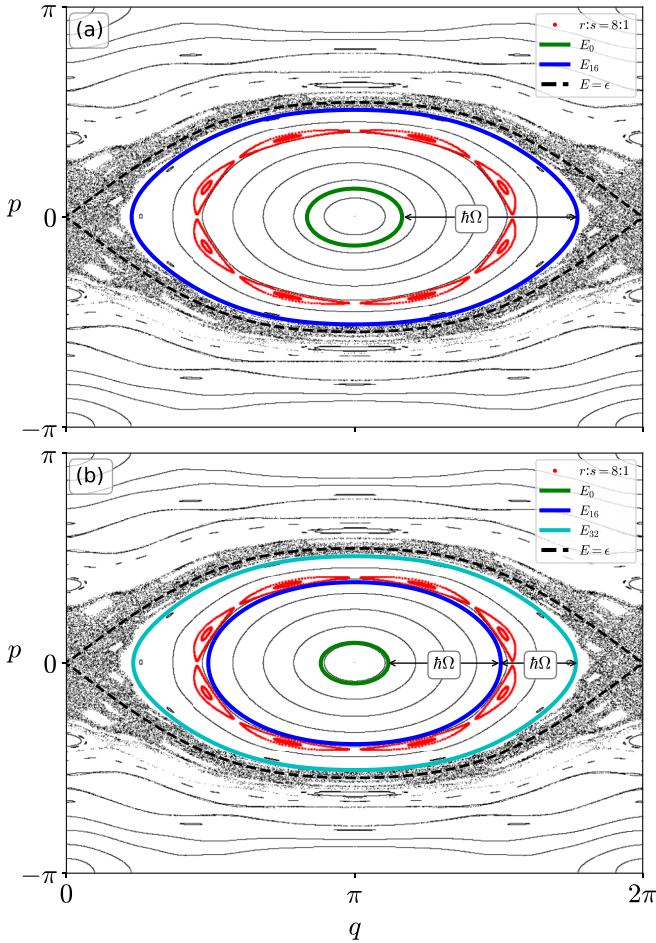 π
(a)
r:s = 8:1
E₀
E₁₆
E = ϵ
p
0
ħΩ
−π
π
(b)
r:s = 8:1
E₀
E₁₆
E₃₂
E = ϵ
p
0
ħΩ
ħΩ
−π
0
π
2π
q